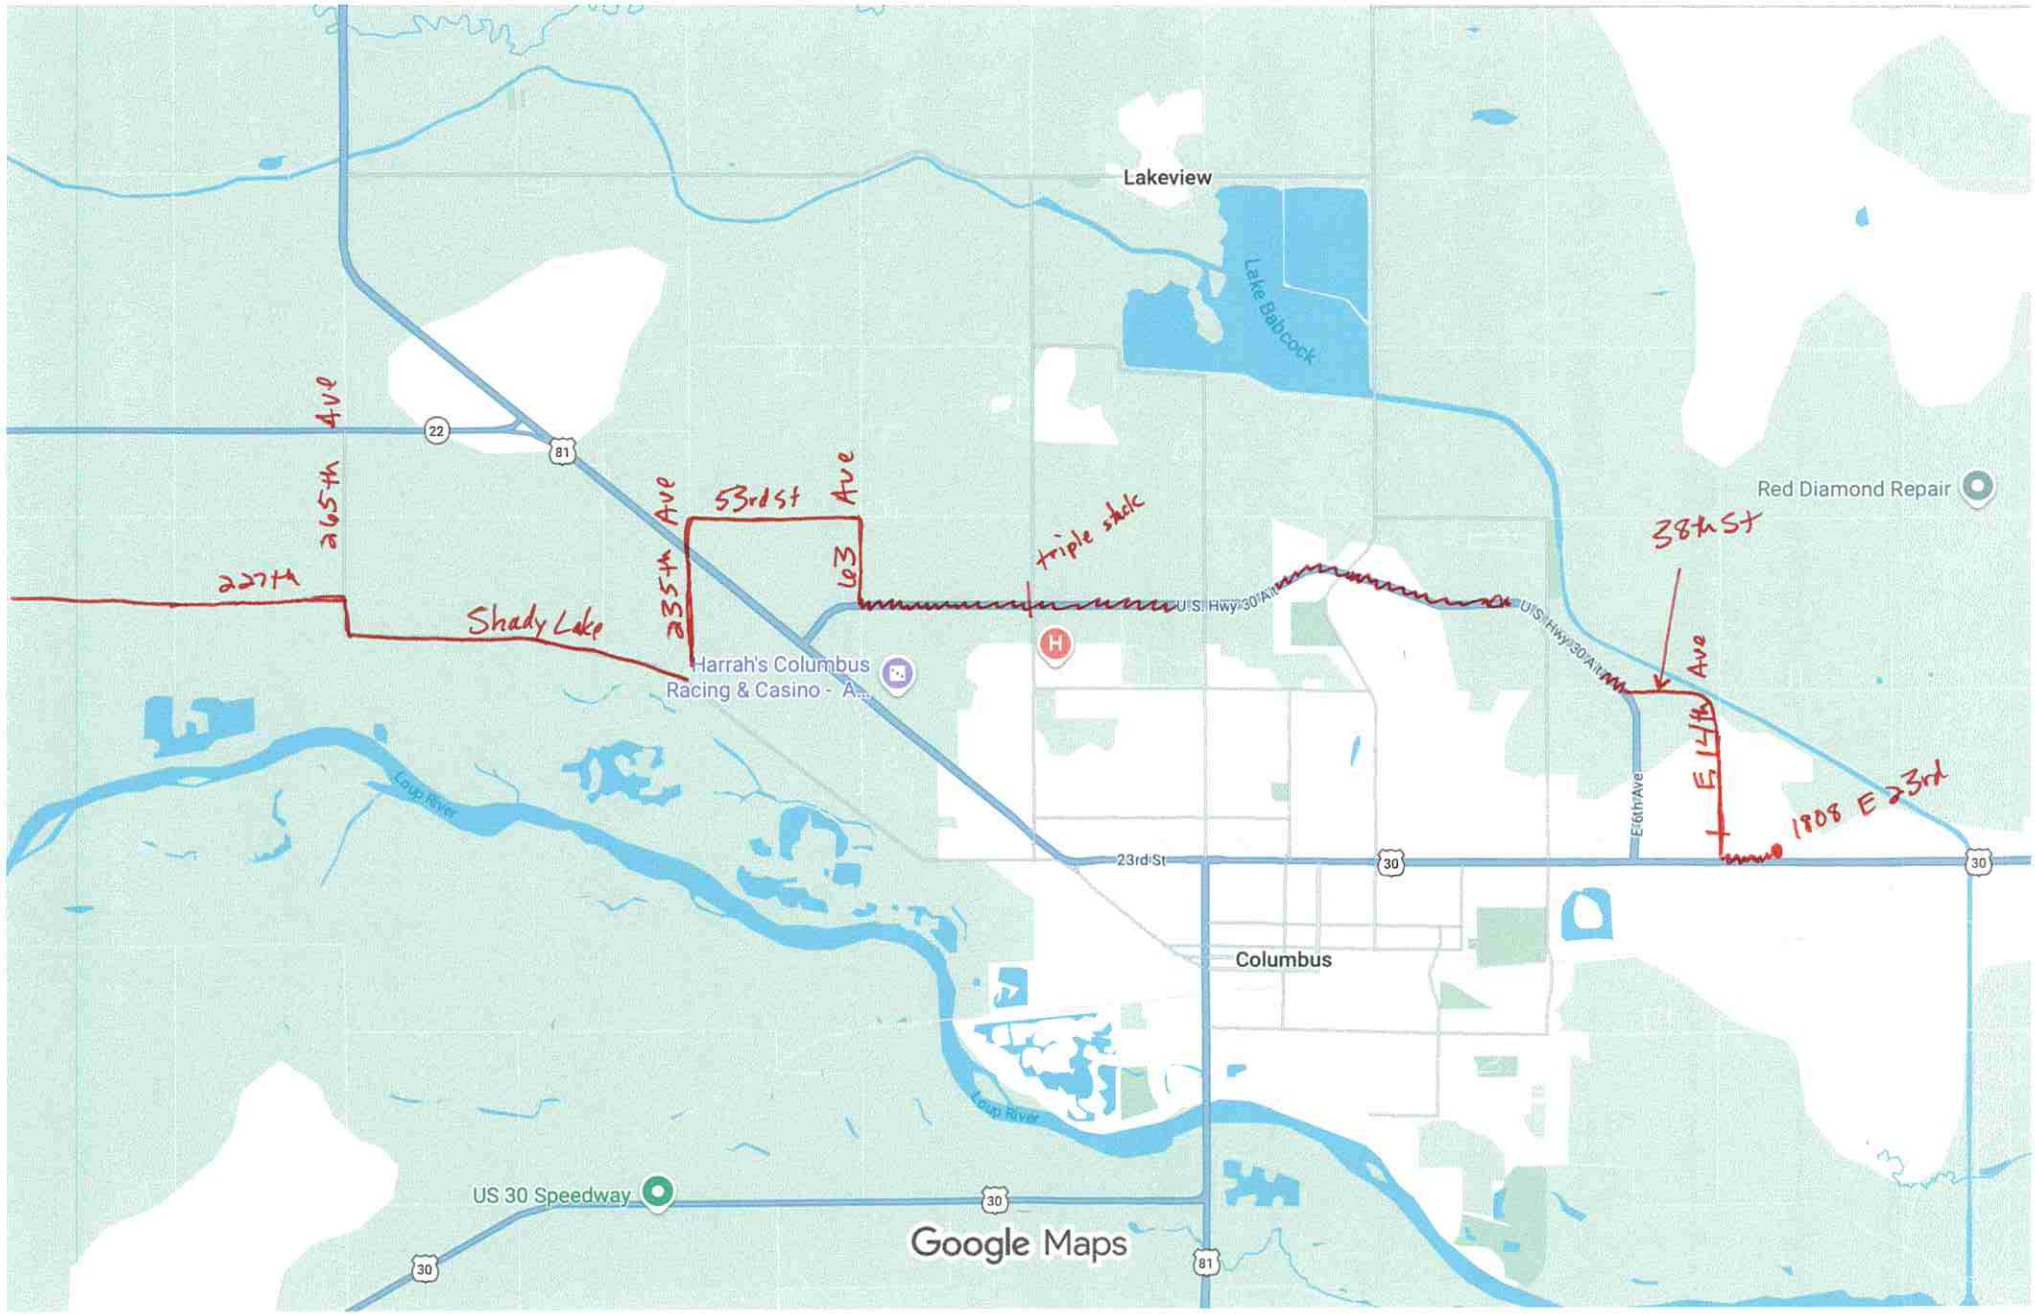 Lakeview
Lake Babcock
265th Ave
22
81
Red Diamond Repair
235th Ave
53rd St
63 Ave
triple stack
38th St
227th
Shady Lake
U.S. Hwy 30 Alt
U.S. Hwy 30 Alt
H
Harrah's Columbus
Racing & Casino - A...
E 14th Ave
E 6th Ave
1808 E 23rd
Loup River
23rd St
30
30
Columbus
Loup River
US 30 Speedway
30
30
81
Google Maps